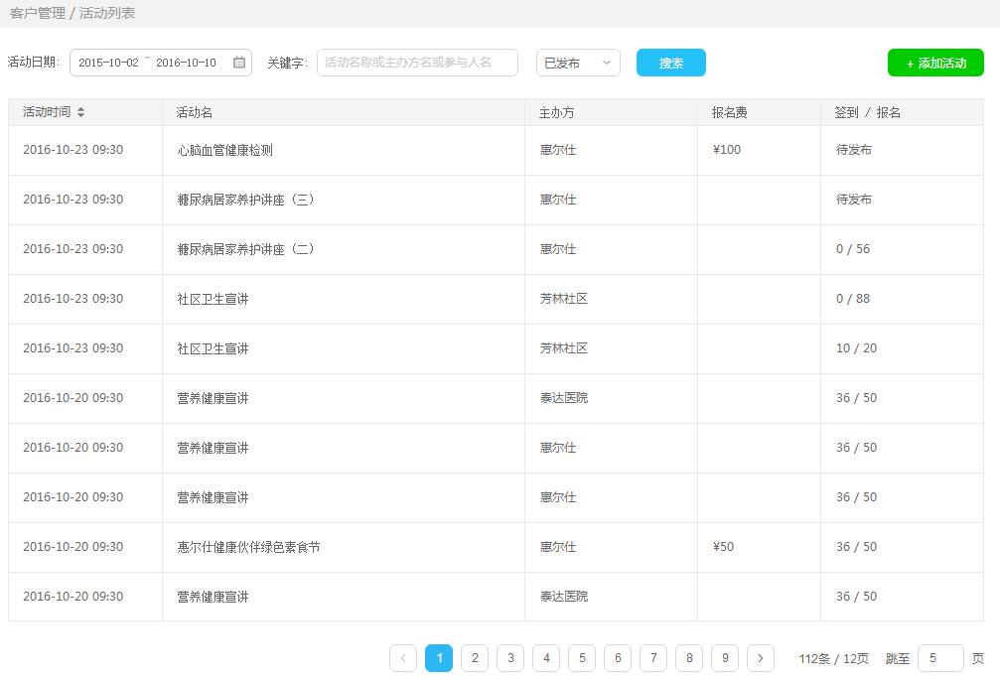 客户管理 / 活动列表
活动日期: 2015-10-02 ~ 2016-10-10 关键字: 活动名称或主办方名或参与人名 已发布 搜索 + 添加活动
活动时间 活动名 主办方 报名费 签到 / 报名
2016-10-23 09:30 心脑血管健康检测 惠尔仕 ¥100 待发布
2016-10-23 09:30 糖尿病居家养护讲座（三） 惠尔仕 待发布
2016-10-23 09:30 糖尿病居家养护讲座（二） 惠尔仕 0 / 56
2016-10-23 09:30 社区卫生宣讲 芳林社区 0 / 88
2016-10-23 09:30 社区卫生宣讲 芳林社区 10 / 20
2016-10-20 09:30 营养健康宣讲 泰达医院 36 / 50
2016-10-20 09:30 营养健康宣讲 惠尔仕 36 / 50
2016-10-20 09:30 营养健康宣讲 惠尔仕 36 / 50
2016-10-20 09:30 惠尔仕健康伙伴绿色素食节 惠尔仕 ¥50 36 / 50
2016-10-20 09:30 营养健康宣讲 泰达医院 36 / 50
< 1 2 3 4 5 6 7 8 9 > 112条 / 12页 跳至 5 页